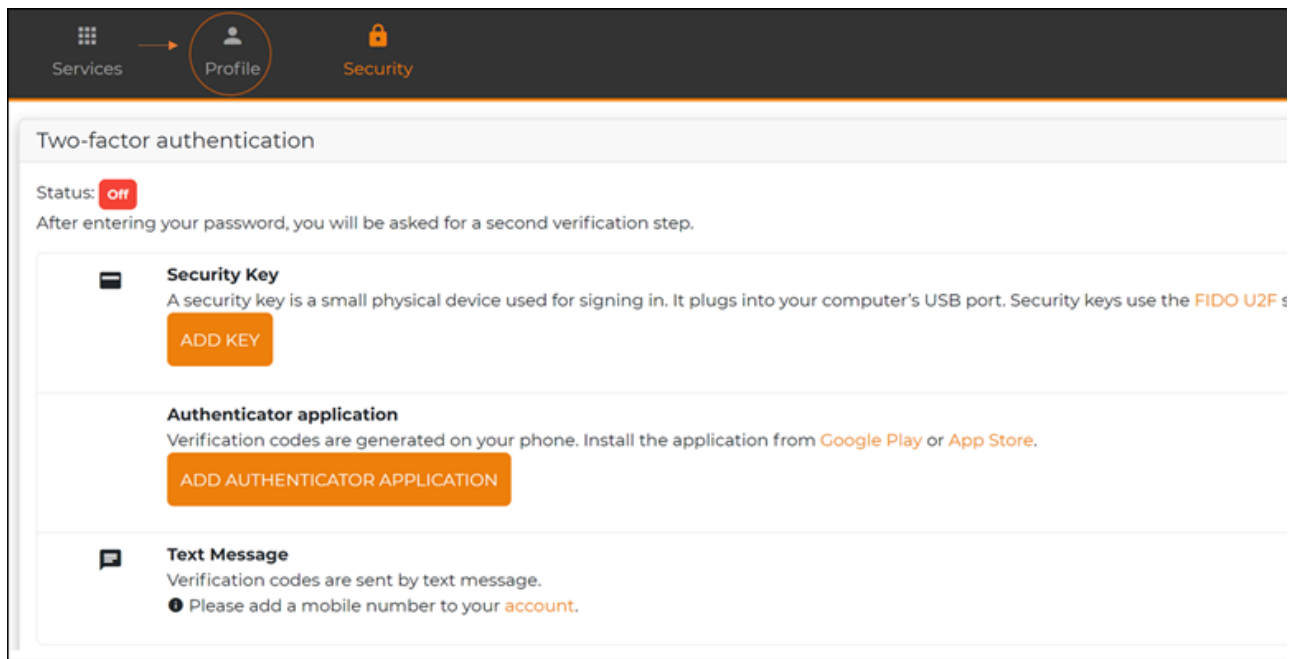 Services
Profile
Security
Two-factor authentication
Status: Off
After entering your password, you will be asked for a second verification step.
Security Key
A security key is a small physical device used for signing in. It plugs into your computer's USB port. Security keys use the FIDO U2F s
ADD KEY
Authenticator application
Verification codes are generated on your phone. Install the application from Google Play or App Store.
ADD AUTHENTICATOR APPLICATION
Text Message
Verification codes are sent by text message.
Please add a mobile number to your account.